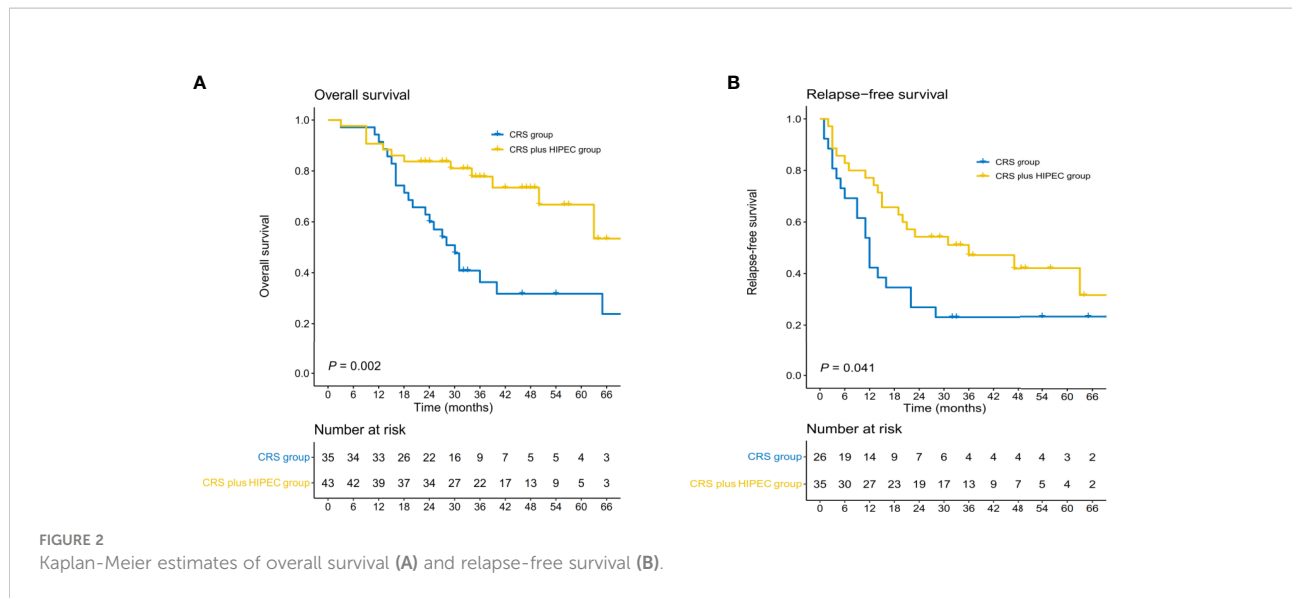 A
Overall survival
CRS group
CRS plus HIPEC group
Overall survival
1.0
0.8
0.6
0.4
0.2
0.0
P = 0.002
0 6 12 18 24 30 36 42 48 54 60 66
Time (months)
Number at risk
CRS group 35 34 33 26 22 16 9 7 5 5 4 3
CRS plus HIPEC group 43 42 39 37 34 27 22 17 13 9 5 3
0 6 12 18 24 30 36 42 48 54 60 66
B
Relapse-free survival
CRS group
CRS plus HIPEC group
Relapse-free survival
1.0
0.8
0.6
0.4
0.2
0.0
P = 0.041
0 6 12 18 24 30 36 42 48 54 60 66
Time (months)
Number at risk
CRS group 26 19 14 9 7 6 4 4 4 4 3 2
CRS plus HIPEC group 35 30 27 23 19 17 13 9 7 5 4 2
0 6 12 18 24 30 36 42 48 54 60 66
FIGURE 2
Kaplan-Meier estimates of overall survival (A) and relapse-free survival (B).